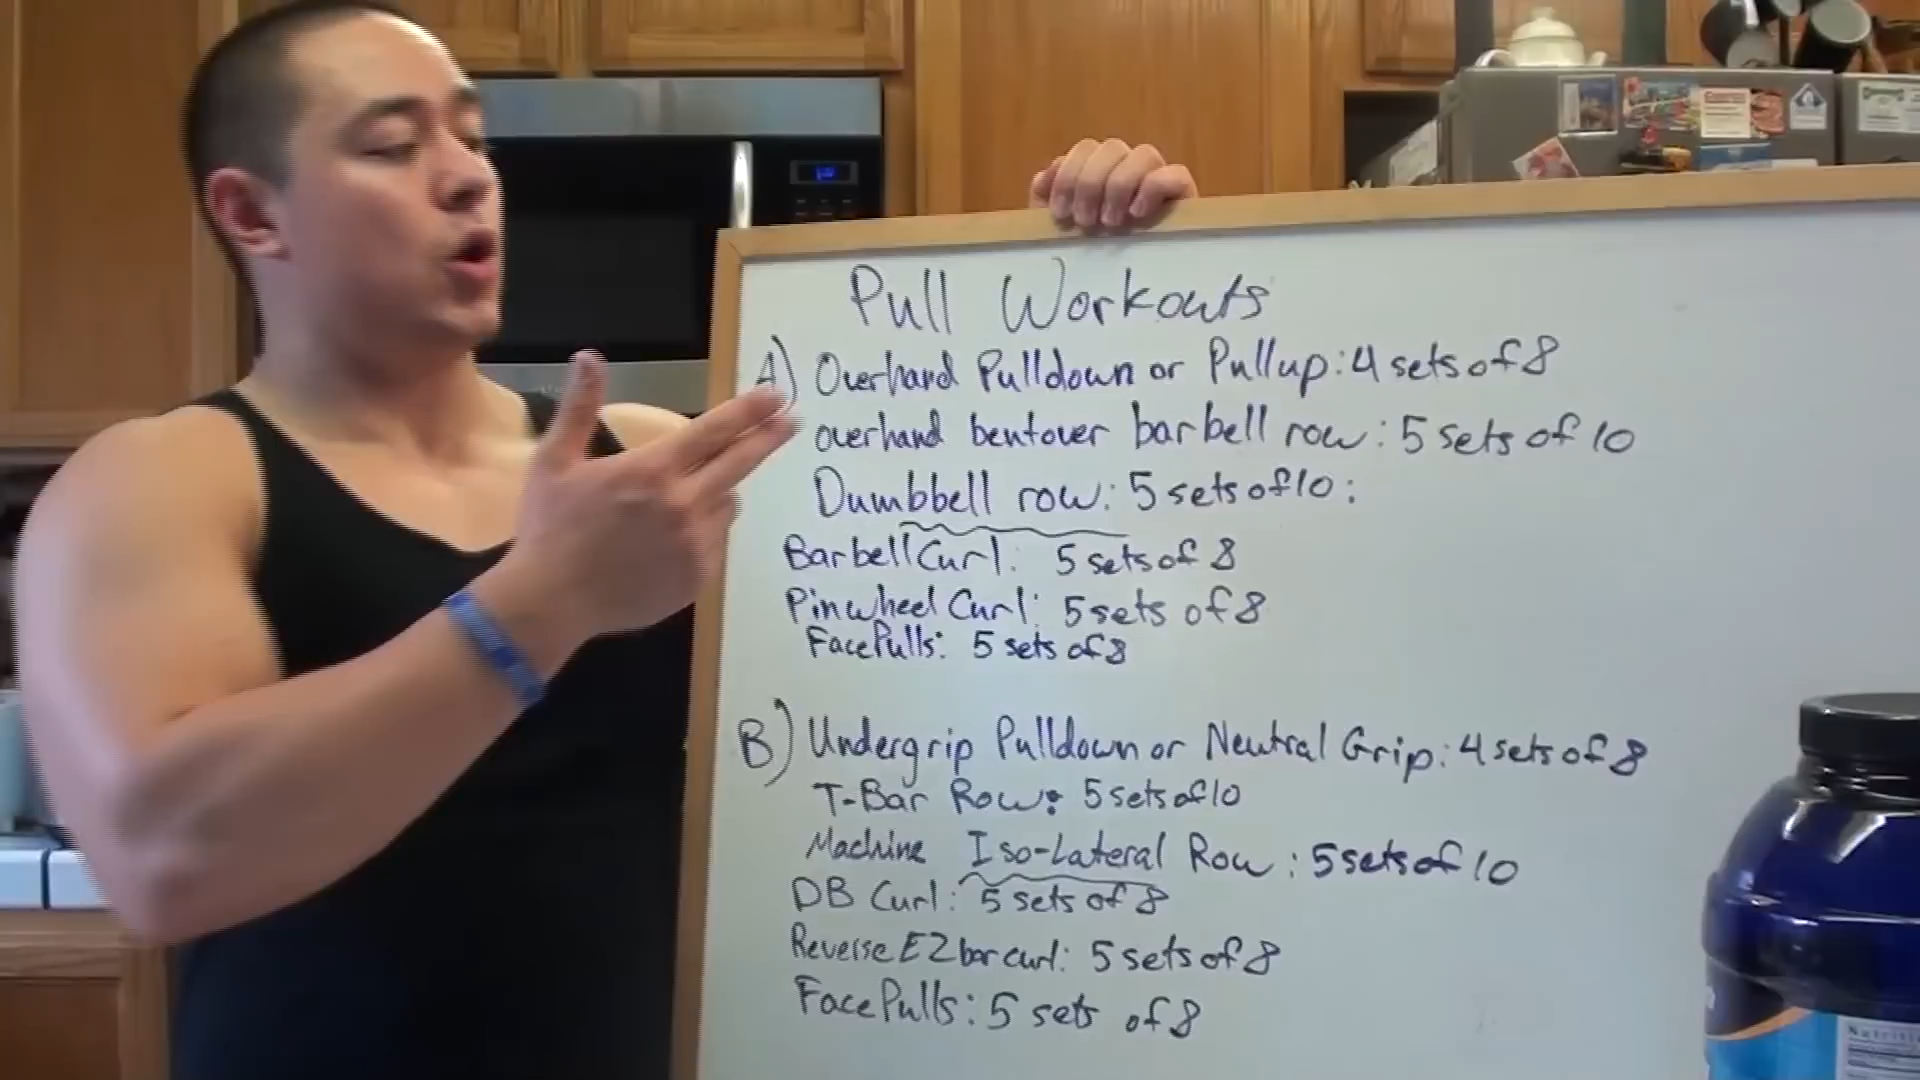 Pull Workouts
A) Overhand Pulldown or Pullup: 4 sets of 8
overhand bentover barbell row: 5 sets of 10
Dumbbell row: 5 sets of 10:
Barbell Curl: 5 sets of 8
Pinwheel Curl: 5 sets of 8
Face Pulls: 5 sets of 8
B) Undergrip Pulldown or Neutral Grip: 4 sets of 8
T-Bar Row: 5 sets of 10
Machine Iso-Lateral Row: 5 sets of 10
DB Curl: 5 sets of 8
Reverse EZ bar curl: 5 sets of 8
Face Pulls: 5 sets of 8